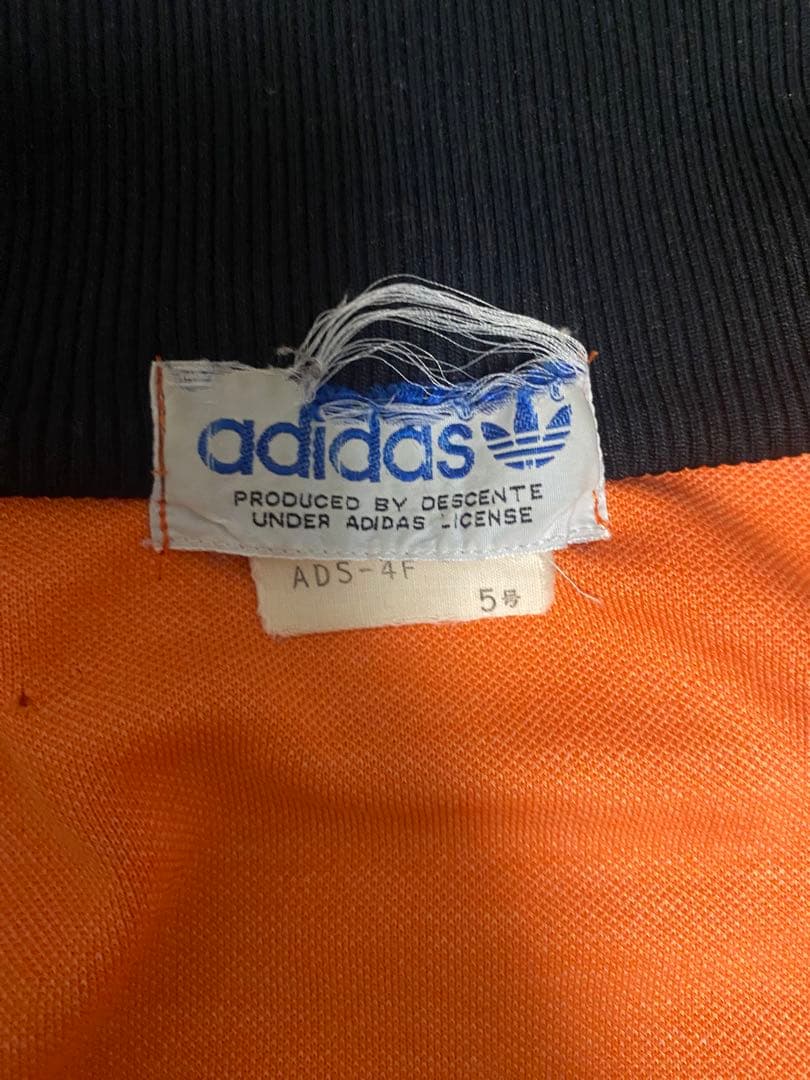 adidas
PRODUCED BY DESCENTE
UNDER ADIDAS LICENSE
ADS-4F
5号